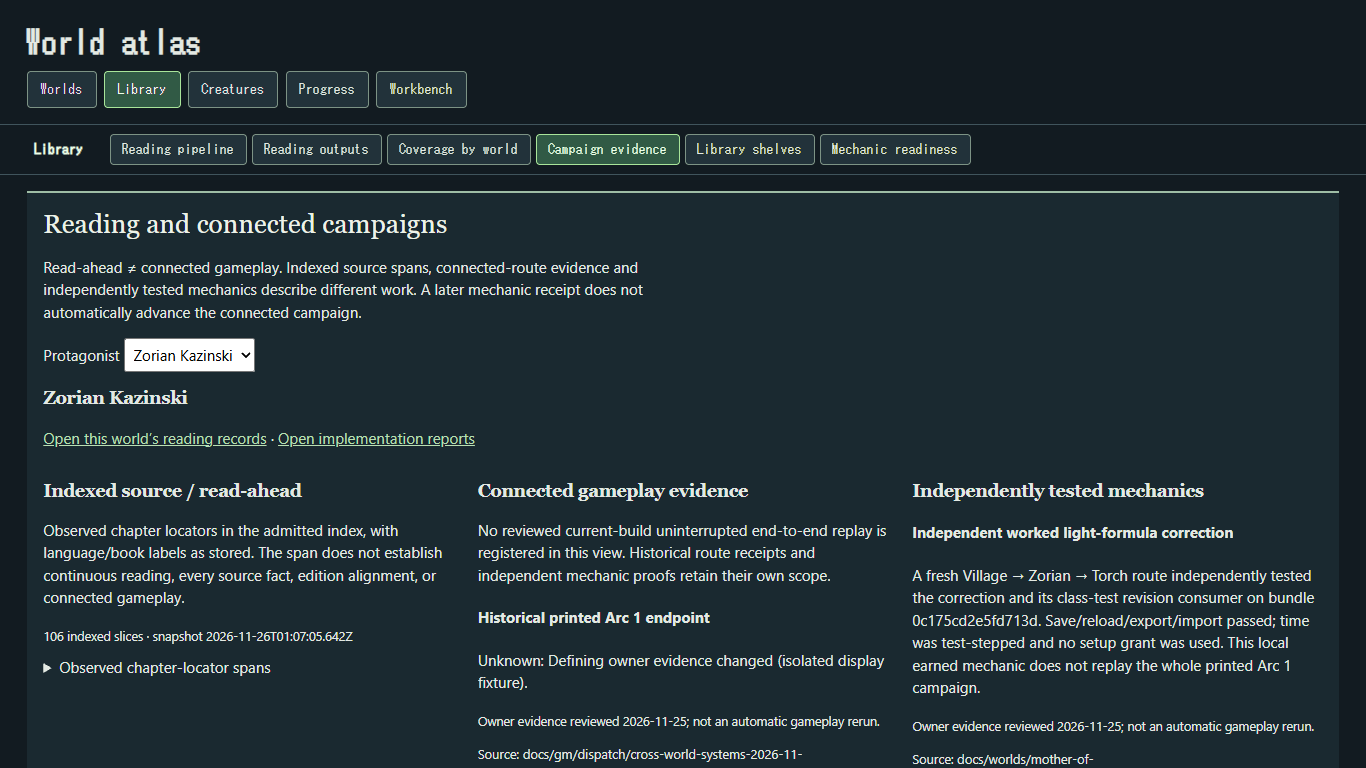 World atlas
Worlds
Library
Creatures
Progress
Workbench
Library
Reading pipeline
Reading outputs
Coverage by world
Campaign evidence
Library shelves
Mechanic readiness
Reading and connected campaigns
Read-ahead ≠ connected gameplay. Indexed source spans, connected-route evidence and
independently tested mechanics describe different work. A later mechanic receipt does not
automatically advance the connected campaign.
Protagonist Zorian Kazinski
Zorian Kazinski
Open this world's reading records · Open implementation reports
Indexed source / read-ahead
Observed chapter locators in the admitted index, with
language/book labels as stored. The span does not establish
continuous reading, every source fact, edition alignment, or
connected gameplay.
106 indexed slices · snapshot 2026-11-26T01:07:05.642Z
▶ Observed chapter-locator spans
Connected gameplay evidence
No reviewed current-build uninterrupted end-to-end replay is
registered in this view. Historical route receipts and
independent mechanic proofs retain their own scope.
Historical printed Arc 1 endpoint
Unknown: Defining owner evidence changed (isolated display
fixture).
Owner evidence reviewed 2026-11-25; not an automatic gameplay rerun.
Source: docs/gm/dispatch/cross-world-systems-2026-11-
Independently tested mechanics
Independent worked light-formula correction
A fresh Village → Zorian → Torch route independently tested
the correction and its class-test revision consumer on bundle
0c175cd2e5fd713d. Save/reload/export/import passed; time
was test-stepped and no setup grant was used. This local
earned mechanic does not replay the whole printed Arc 1
campaign.
Owner evidence reviewed 2026-11-25; not an automatic gameplay rerun.
Source: docs/worlds/mother-of-